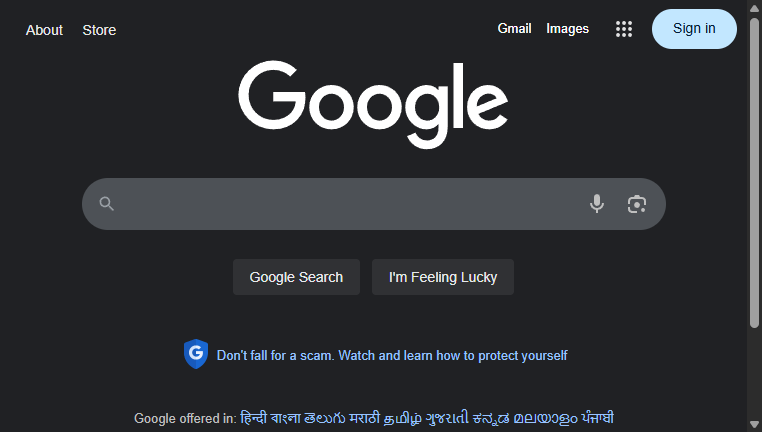 About Store Gmail Images Sign in
Google
Google Search I'm Feeling Lucky
G Don't fall for a scam. Watch and learn how to protect yourself
Google offered in: हिन्दी বাংলা తెలుగు मराठी தமிழ் ગુજરાતી ಕನ್ನಡ മലയാളം ਪੰਜਾਬੀ